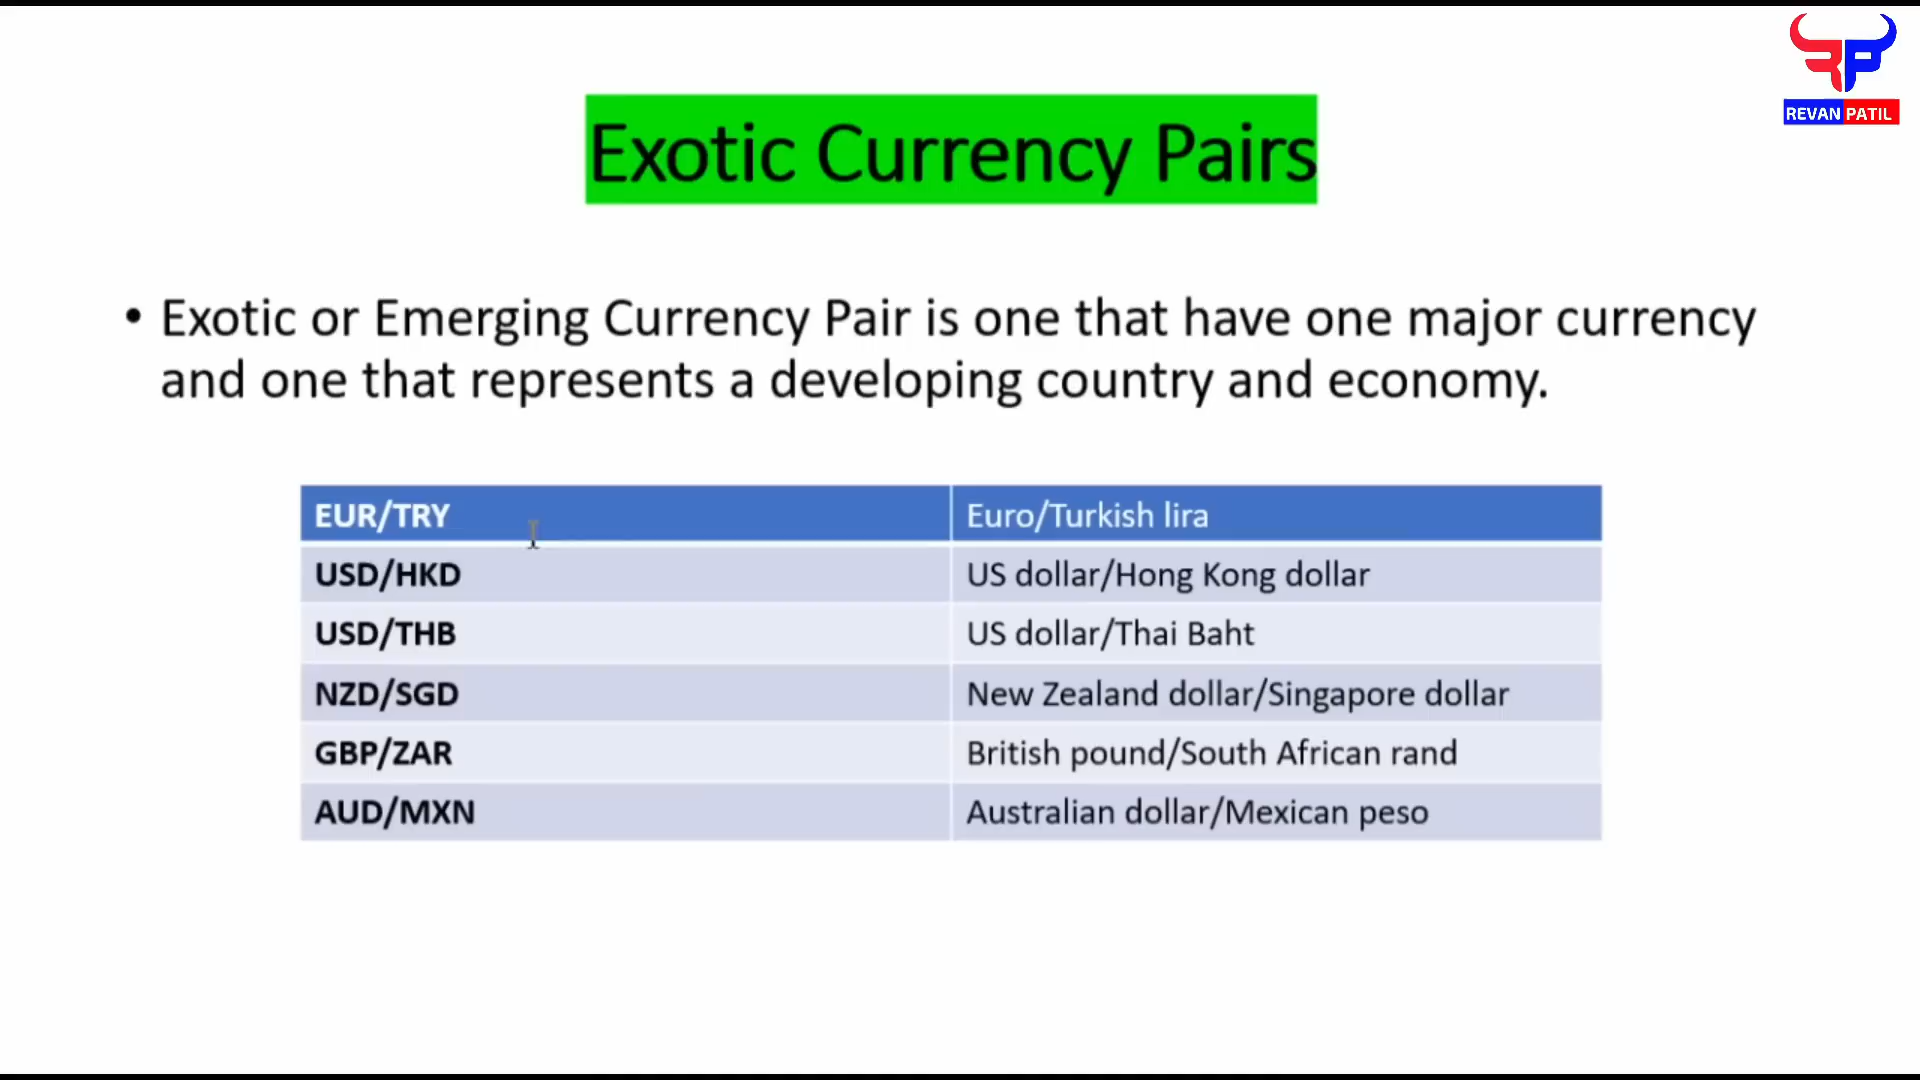 REVAN PATIL
Exotic Currency Pairs
• Exotic or Emerging Currency Pair is one that have one major currency
and one that represents a developing country and economy.
EUR/TRY Euro/Turkish lira
USD/HKD US dollar/Hong Kong dollar
USD/THB US dollar/Thai Baht
NZD/SGD New Zealand dollar/Singapore dollar
GBP/ZAR British pound/South African rand
AUD/MXN Australian dollar/Mexican peso